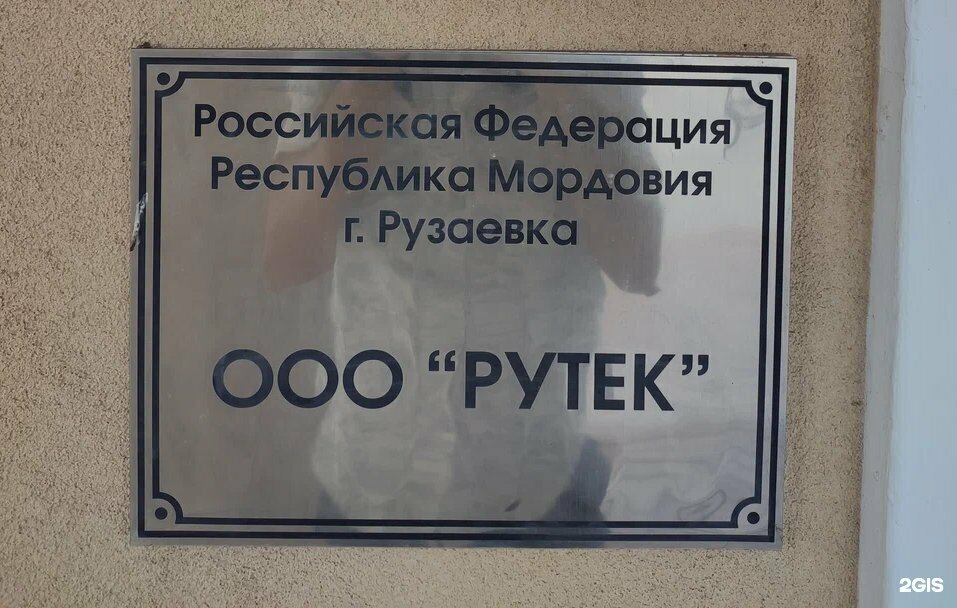 Российская Федерация
Республика Мордовия
г. Рузаевка
ООО “РУТЕК”
2GIS